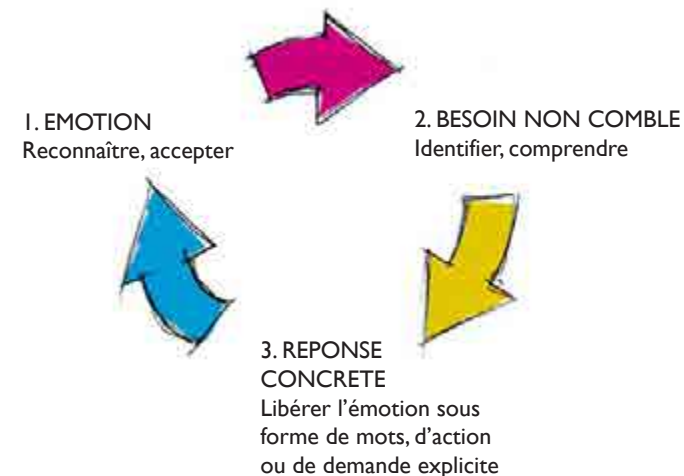 1. EMOTION
Reconnaître, accepter
2. BESOIN NON COMBLE
Identifier, comprendre
3. REPONSE
CONCRETE
Libérer l’émotion sous
forme de mots, d’action
ou de demande explicite